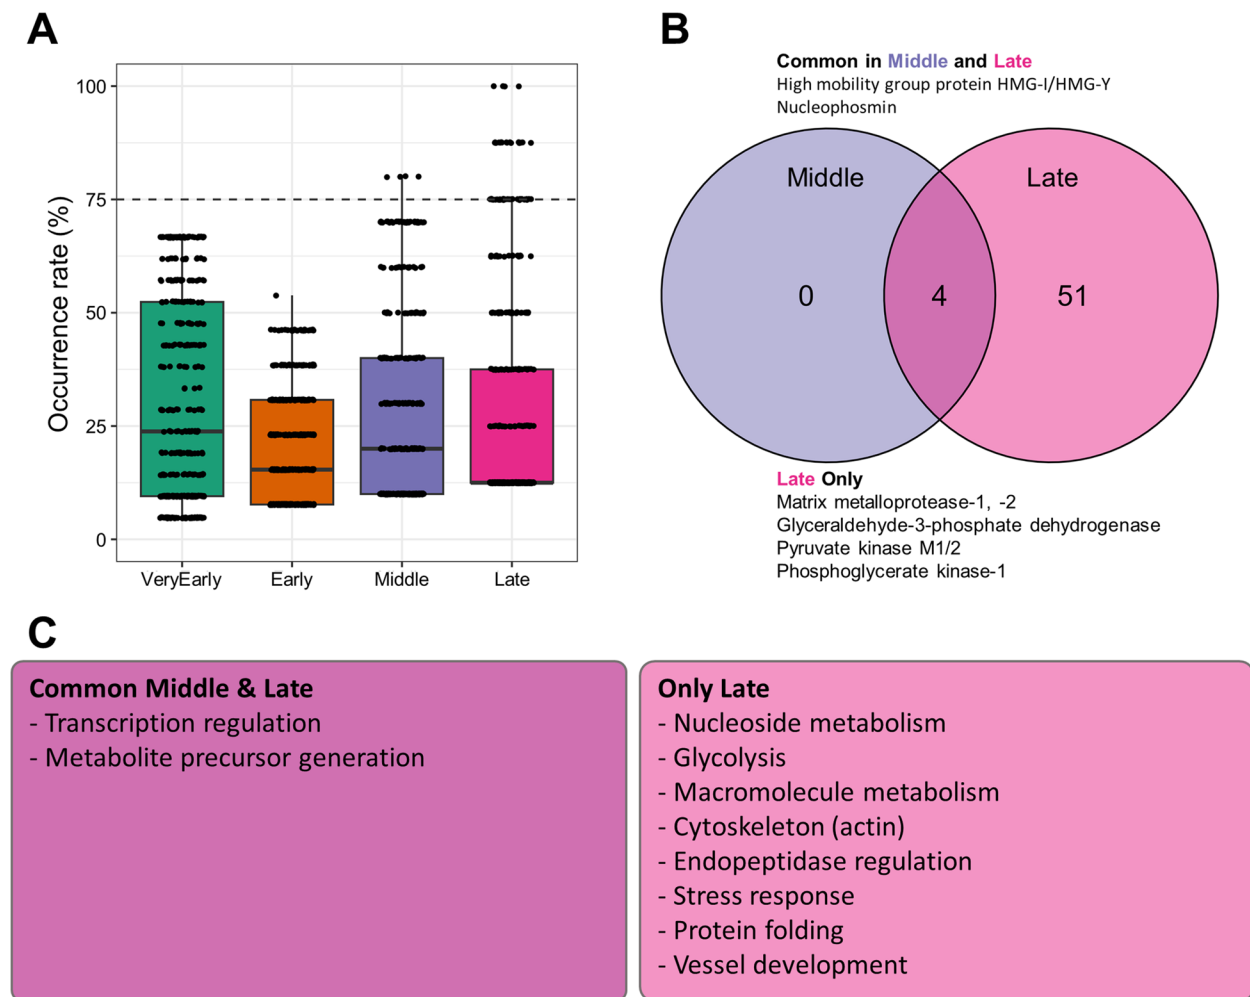 A
Occurrence rate (%)
100
75
50
25
0
VeryEarly Early Middle Late
B
Common in Middle and Late
High mobility group protein HMG-I/HMG-Y
Nucleophosmin
Middle Late
0 4 51
Late Only
Matrix metalloprotease-1, -2
Glyceraldehyde-3-phosphate dehydrogenase
Pyruvate kinase M1/2
Phosphoglycerate kinase-1
C
Common Middle & Late
- Transcription regulation
- Metabolite precursor generation
Only Late
- Nucleoside metabolism
- Glycolysis
- Macromolecule metabolism
- Cytoskeleton (actin)
- Endopeptidase regulation
- Stress response
- Protein folding
- Vessel development